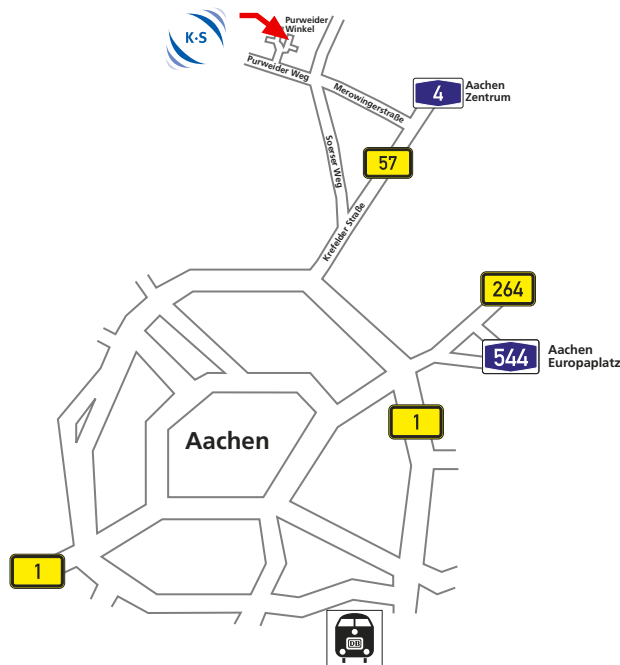 Purweider
Winkel
K·S
Purweider Weg
Merowingerstraße
4
Aachen
Zentrum
Soerser Weg
57
Krefelder Straße
264
544
Aachen
Europaplatz
1
Aachen
1
DB